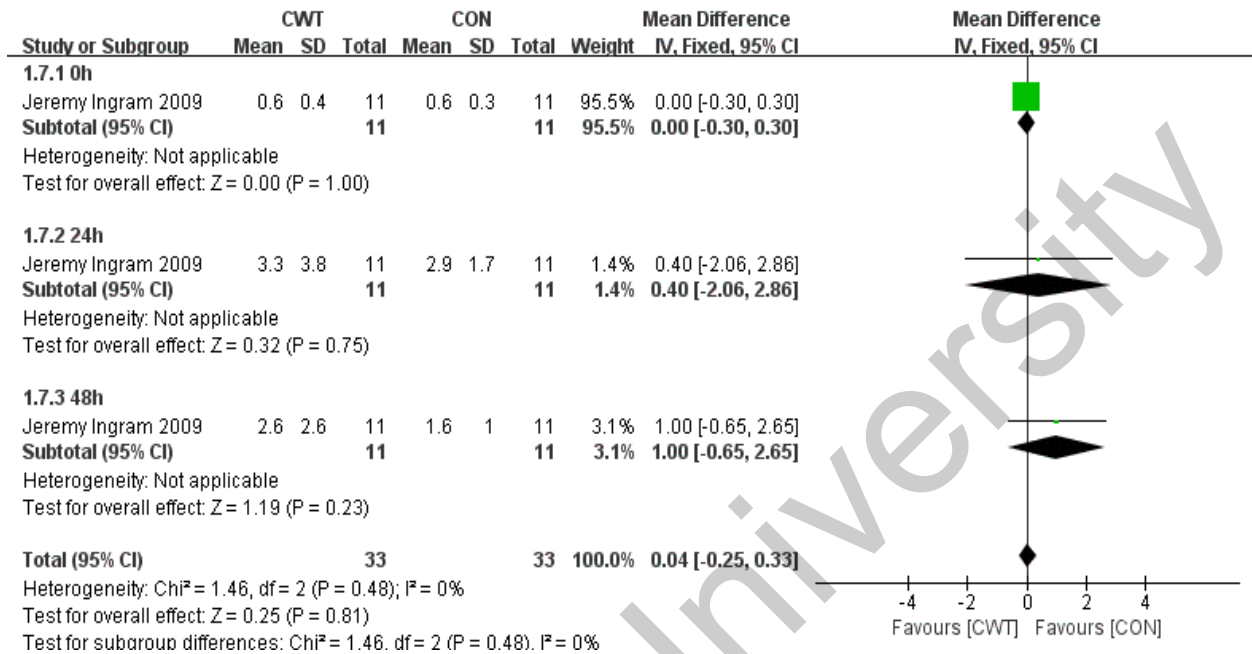 CWT CON Mean Difference Mean Difference
Study or Subgroup Mean SD Total Mean SD Total Weight IV, Fixed, 95% CI IV, Fixed, 95% CI
1.7.1 0h
Jeremy Ingram 2009 0.6 0.4 11 0.6 0.3 11 95.5% 0.00 [-0.30, 0.30]
Subtotal (95% CI) 11 11 95.5% 0.00 [-0.30, 0.30]
Heterogeneity: Not applicable
Test for overall effect: Z = 0.00 (P = 1.00)
1.7.2 24h
Jeremy Ingram 2009 3.3 3.8 11 2.9 1.7 11 1.4% 0.40 [-2.06, 2.86]
Subtotal (95% CI) 11 11 1.4% 0.40 [-2.06, 2.86]
Heterogeneity: Not applicable
Test for overall effect: Z = 0.32 (P = 0.75)
1.7.3 48h
Jeremy Ingram 2009 2.6 2.6 11 1.6 1 11 3.1% 1.00 [-0.65, 2.65]
Subtotal (95% CI) 11 11 3.1% 1.00 [-0.65, 2.65]
Heterogeneity: Not applicable
Test for overall effect: Z = 1.19 (P = 0.23)
Total (95% CI) 33 33 100.0% 0.04 [-0.25, 0.33]
Heterogeneity: Chi² = 1.46, df = 2 (P = 0.48); I² = 0%
Test for overall effect: Z = 0.25 (P = 0.81)
Test for subgroup differences: Chi² = 1.46, df = 2 (P = 0.48), I² = 0%
-4 -2 0 2 4
Favours [CWT] Favours [CON]
University